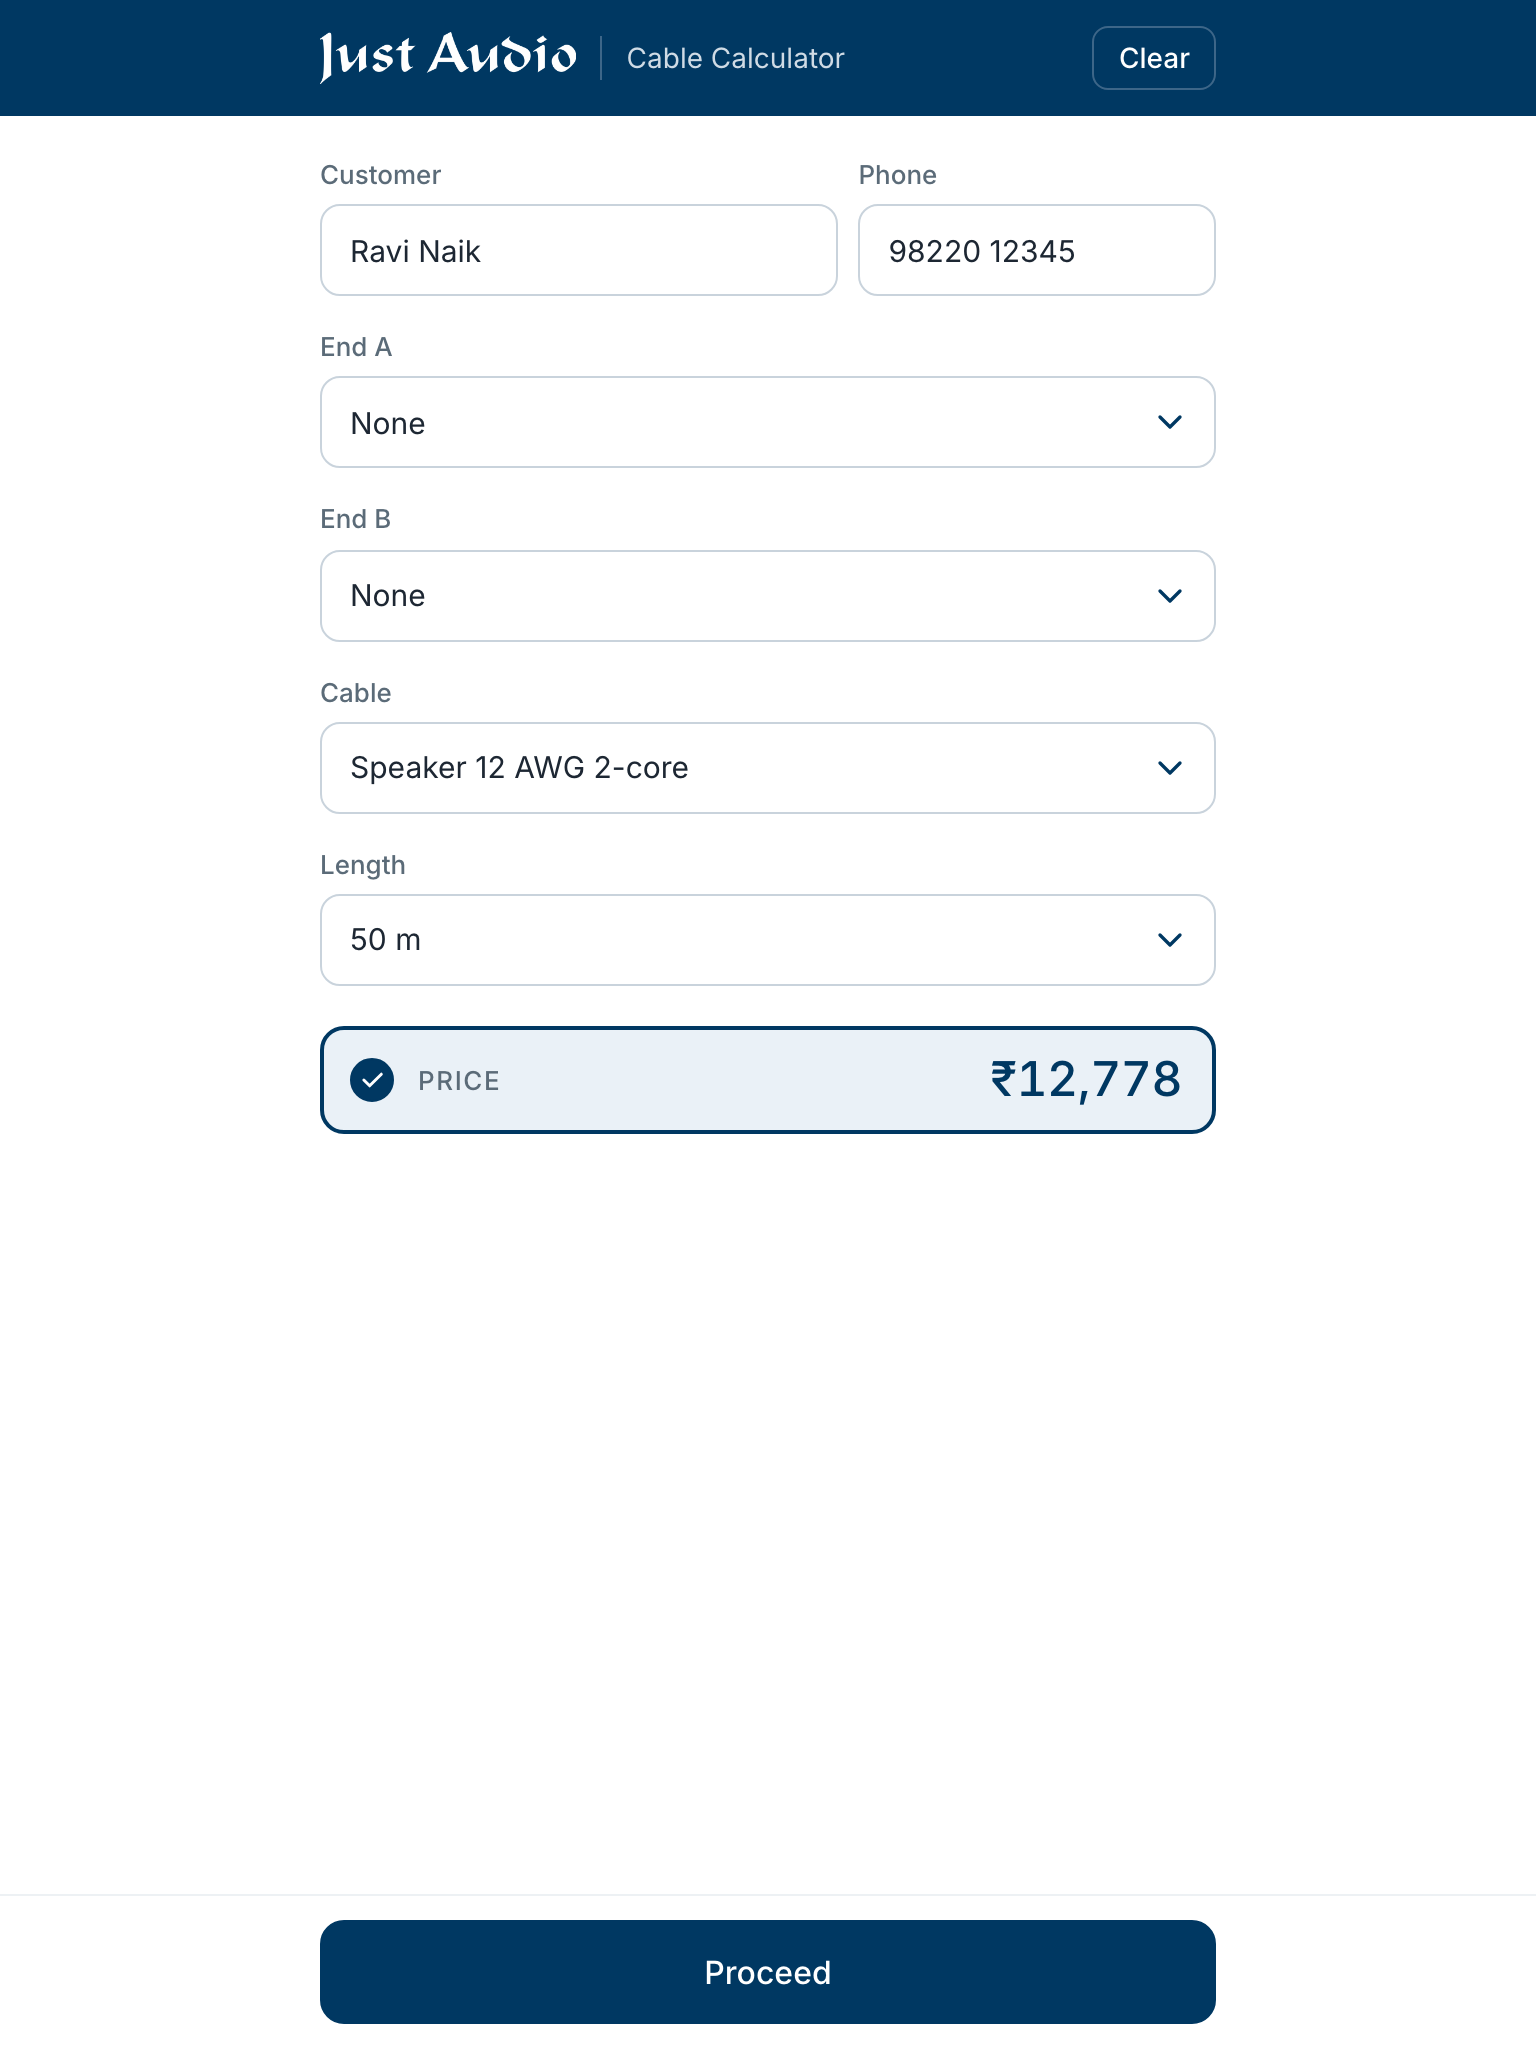 Just Audio
Cable Calculator
Clear
Customer
Phone
Ravi Naik
98220 12345
End A
None
End B
None
Cable
Speaker 12 AWG 2-core
Length
50 m
PRICE
₹12,778
Proceed